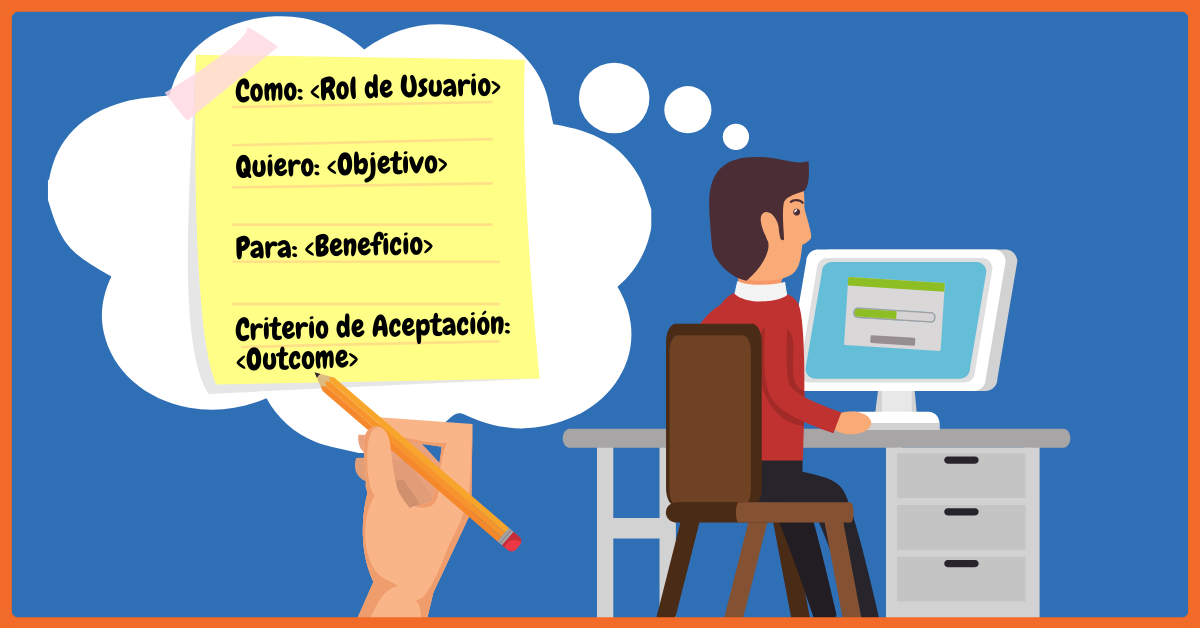 Como: <Rol de Usuario>
Quiero: <Objetivo>
Para: <Beneficio>
Criterio de Aceptación:
<Outcome>